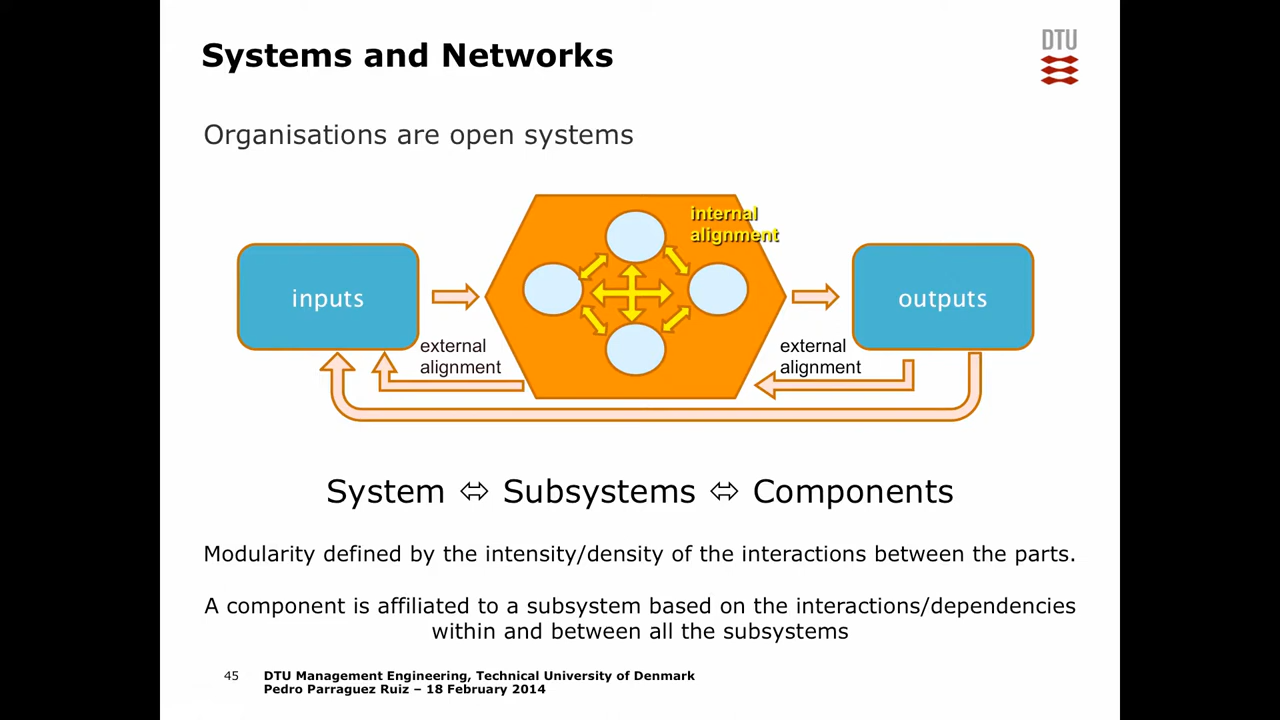 Systems and Networks
DTU
Organisations are open systems
internal
alignment
inputs
outputs
external
alignment
external
alignment
System ⬄ Subsystems ⬄ Components
Modularity defined by the intensity/density of the interactions between the parts.
A component is affiliated to a subsystem based on the interactions/dependencies
within and between all the subsystems
45 DTU Management Engineering, Technical University of Denmark
Pedro Parraguez Ruiz – 18 February 2014